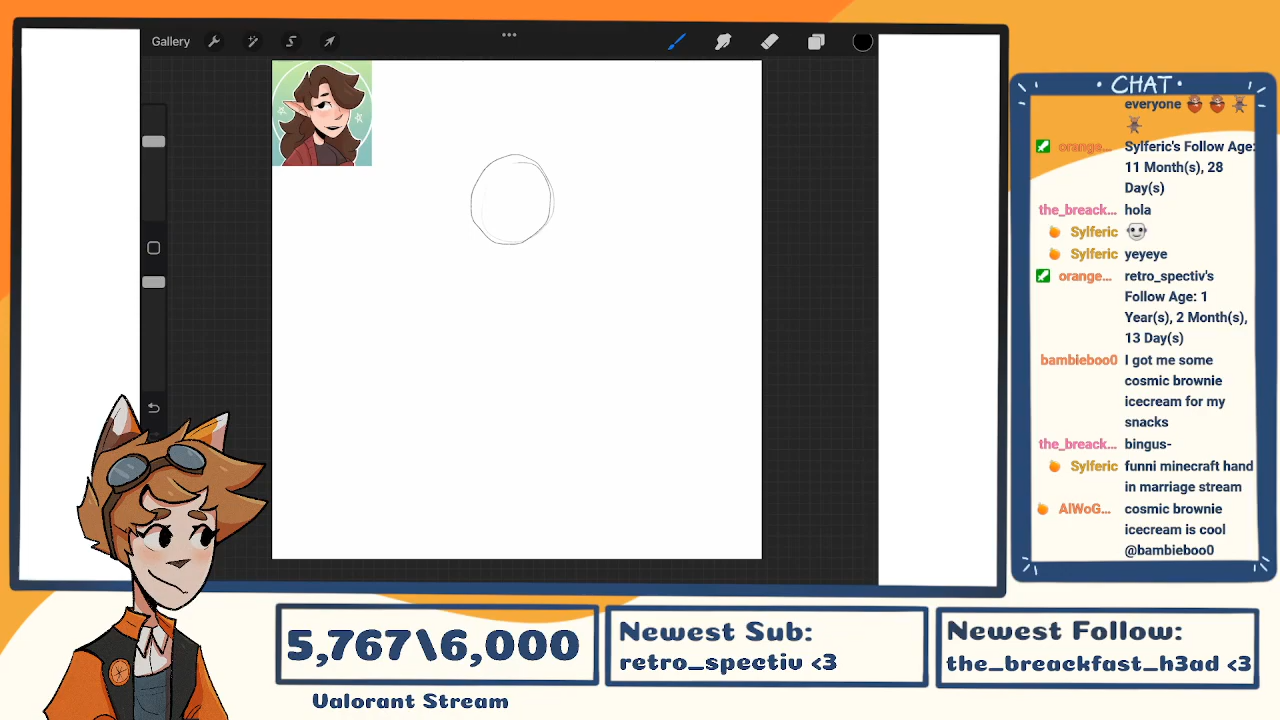 Gallery
• CHAT •
everyone
orange... Sylferic's Follow Age:
11 Month(s), 28
Day(s)
the_breack... hola
Sylferic
Sylferic yeyeye
orange... retro_spectiv's
Follow Age: 1
Year(s), 2 Month(s),
13 Day(s)
bambieboo0 I got me some
cosmic brownie
icecream for my
snacks
the_breack... bingus-
Sylferic funni minecraft hand
in marriage stream
AlWoG... cosmic brownie
icecream is cool
@bambieboo0
5,767\6,000
Valorant Stream
Newest Sub:
retro_spectiv <3
Newest Follow:
the_breackfast_h3ad <3